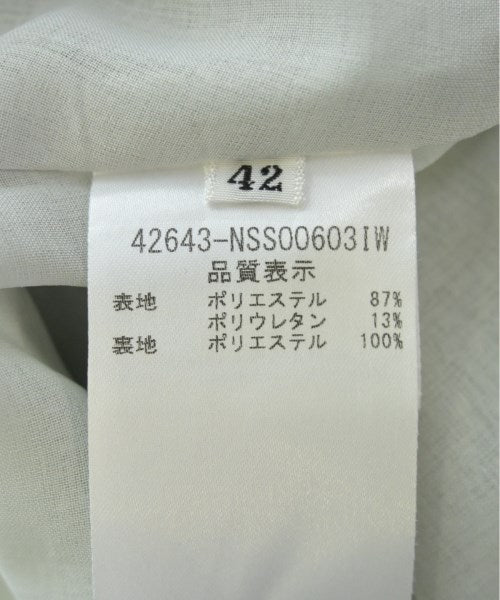 42
42643-NSS00603IW
品質表示
表地 ポリエステル 87%
ポリウレタン 13%
裏地 ポリエステル 100%